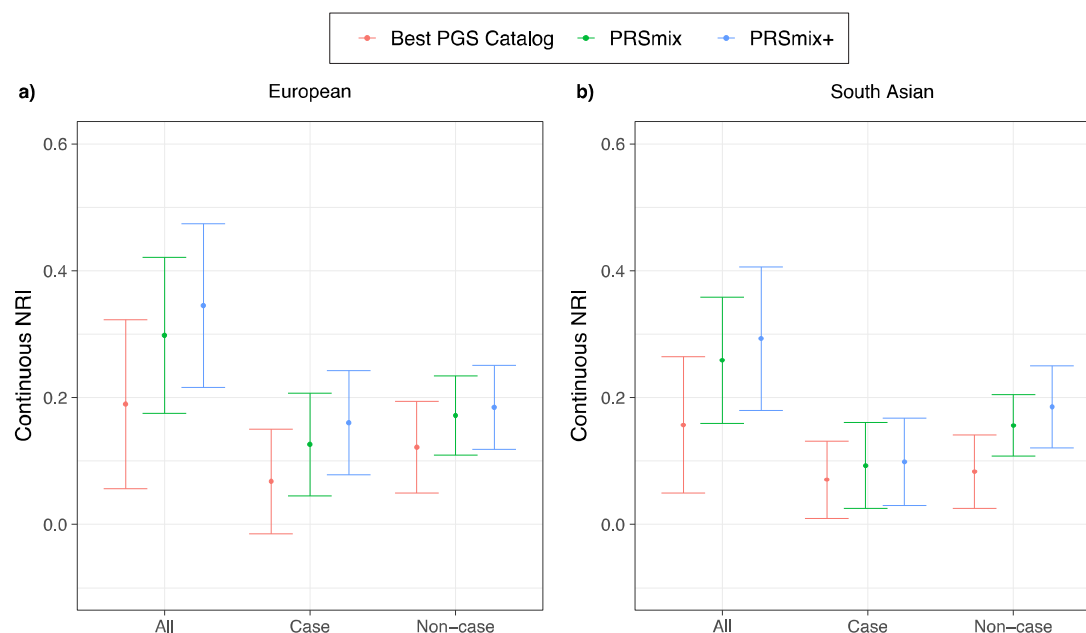 Best PGS Catalog PRSmix PRSmix+
a) European
0.6
0.4
0.2
0.0
Continuous NRI
All Case Non-case
b) South Asian
0.6
0.4
0.2
0.0
Continuous NRI
All Case Non-case